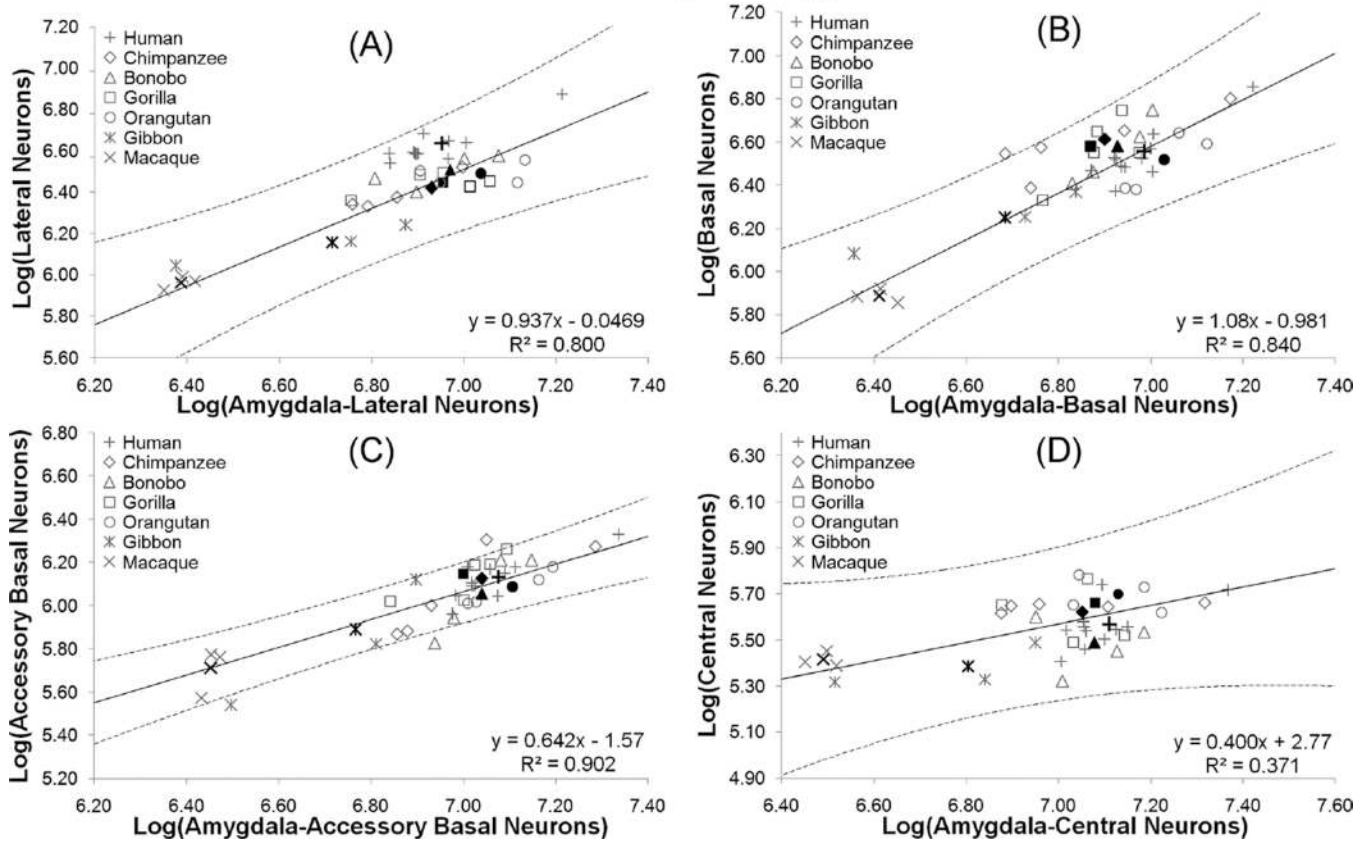 (A)
Log(Lateral Neurons)
7.20
7.00
6.80
6.60
6.40
6.20
6.00
5.80
5.60
Human
Chimpanzee
Bonobo
Gorilla
Orangutan
Gibbon
Macaque
y = 0.937x - 0.0469
R² = 0.800
6.20 6.40 6.60 6.80 7.00 7.20 7.40
Log(Amygdala-Lateral Neurons)
(B)
Log(Basal Neurons)
7.20
7.00
6.80
6.60
6.40
6.20
6.00
5.80
5.60
Human
Chimpanzee
Bonobo
Gorilla
Orangutan
Gibbon
Macaque
y = 1.08x - 0.981
R² = 0.840
6.20 6.40 6.60 6.80 7.00 7.20 7.40
Log(Amygdala-Basal Neurons)
(C)
Log(Accessory Basal Neurons)
6.80
6.60
6.40
6.20
6.00
5.80
5.60
5.40
5.20
Human
Chimpanzee
Bonobo
Gorilla
Orangutan
Gibbon
Macaque
y = 0.642x - 1.57
R² = 0.902
6.20 6.40 6.60 6.80 7.00 7.20 7.40
Log(Amygdala-Accessory Basal Neurons)
(D)
Log(Central Neurons)
6.30
6.10
5.90
5.70
5.50
5.30
5.10
4.90
Human
Chimpanzee
Bonobo
Gorilla
Orangutan
Gibbon
Macaque
y = 0.400x + 2.77
R² = 0.371
6.40 6.60 6.80 7.00 7.20 7.40 7.60
Log(Amygdala-Central Neurons)